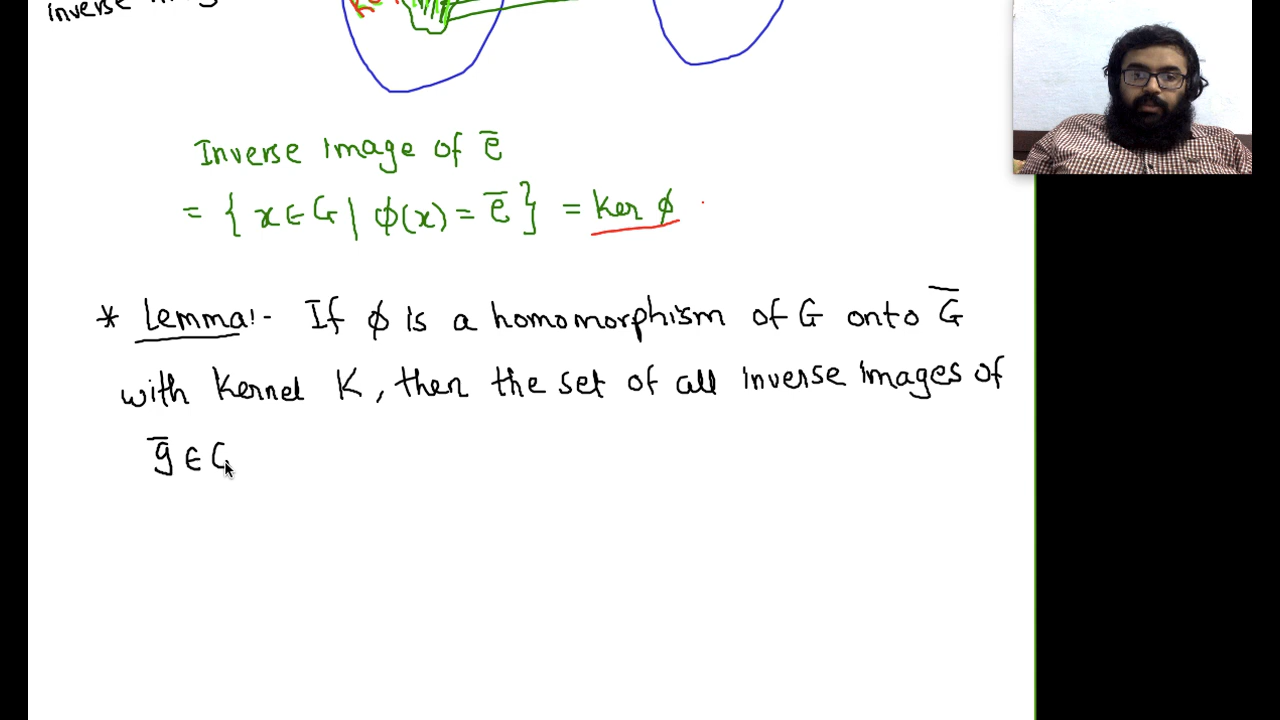 inverse
Inverse image of ē
= { x ∈ G | ϕ(x) = ē } = Ker ϕ
* Lemma:- If ϕ is a homomorphism of G onto G̅
with Kernel K, then the set of all inverse images of
g̅ ∈ G